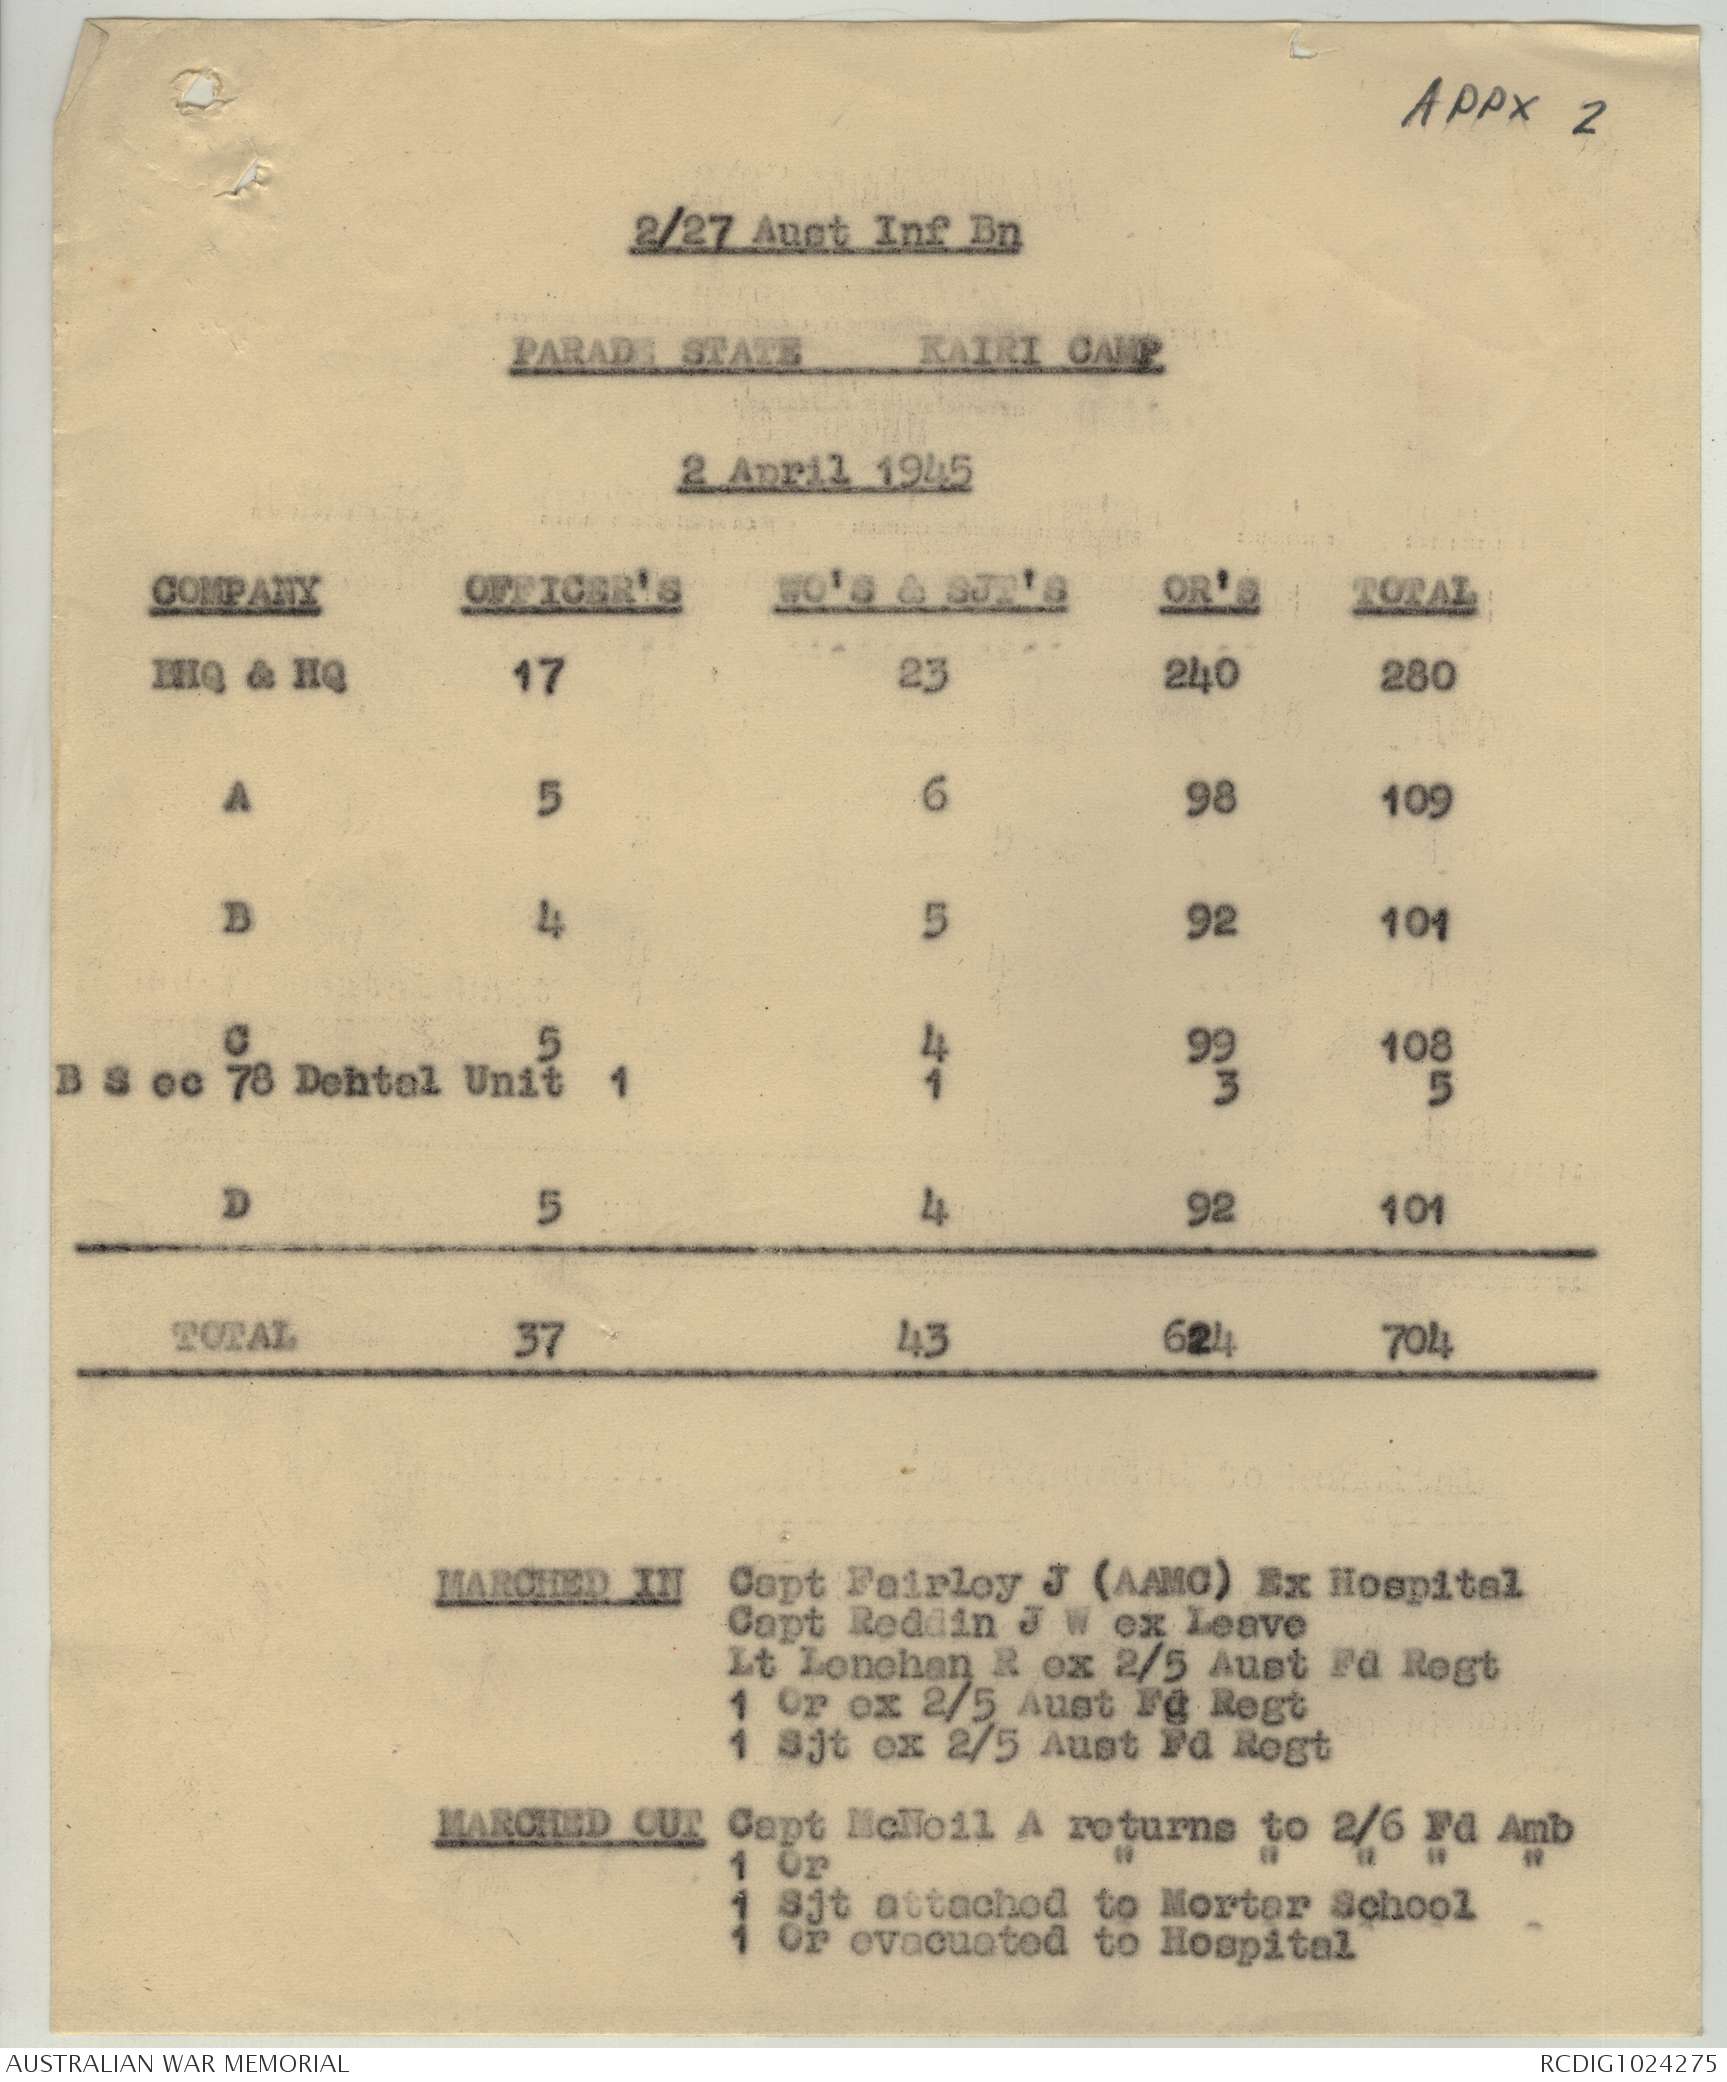 APPX 2
2/27 Aust Inf Bn
PARADE STATE KAIRI CAMP
2 April 1945
COMPANY OFFICER'S WO'S & SJT'S OR'S TOTAL
BHQ & HQ 17 23 240 280
A 5 6 98 109
B 4 5 92 101
C 5 4 99 108
B S ec 78 Dental Unit 1 1 3 5
D 5 4 92 101
TOTAL 37 43 624 704
MARCHED IN Capt Fairley J (AAMC) Ex Hospital
Capt Reddin J W ex Leave
Lt Lenehan R ex 2/5 Aust Fd Regt
1 Or ex 2/5 Aust Fd Regt
1 Sjt ex 2/5 Aust Fd Regt
MARCHED OUT Capt McNeil A returns to 2/6 Fd Amb
1 Or " " " " "
1 Sjt attached to Mortar School
1 Or evacuated to Hospital
AUSTRALIAN WAR MEMORIAL RCDIG1024275